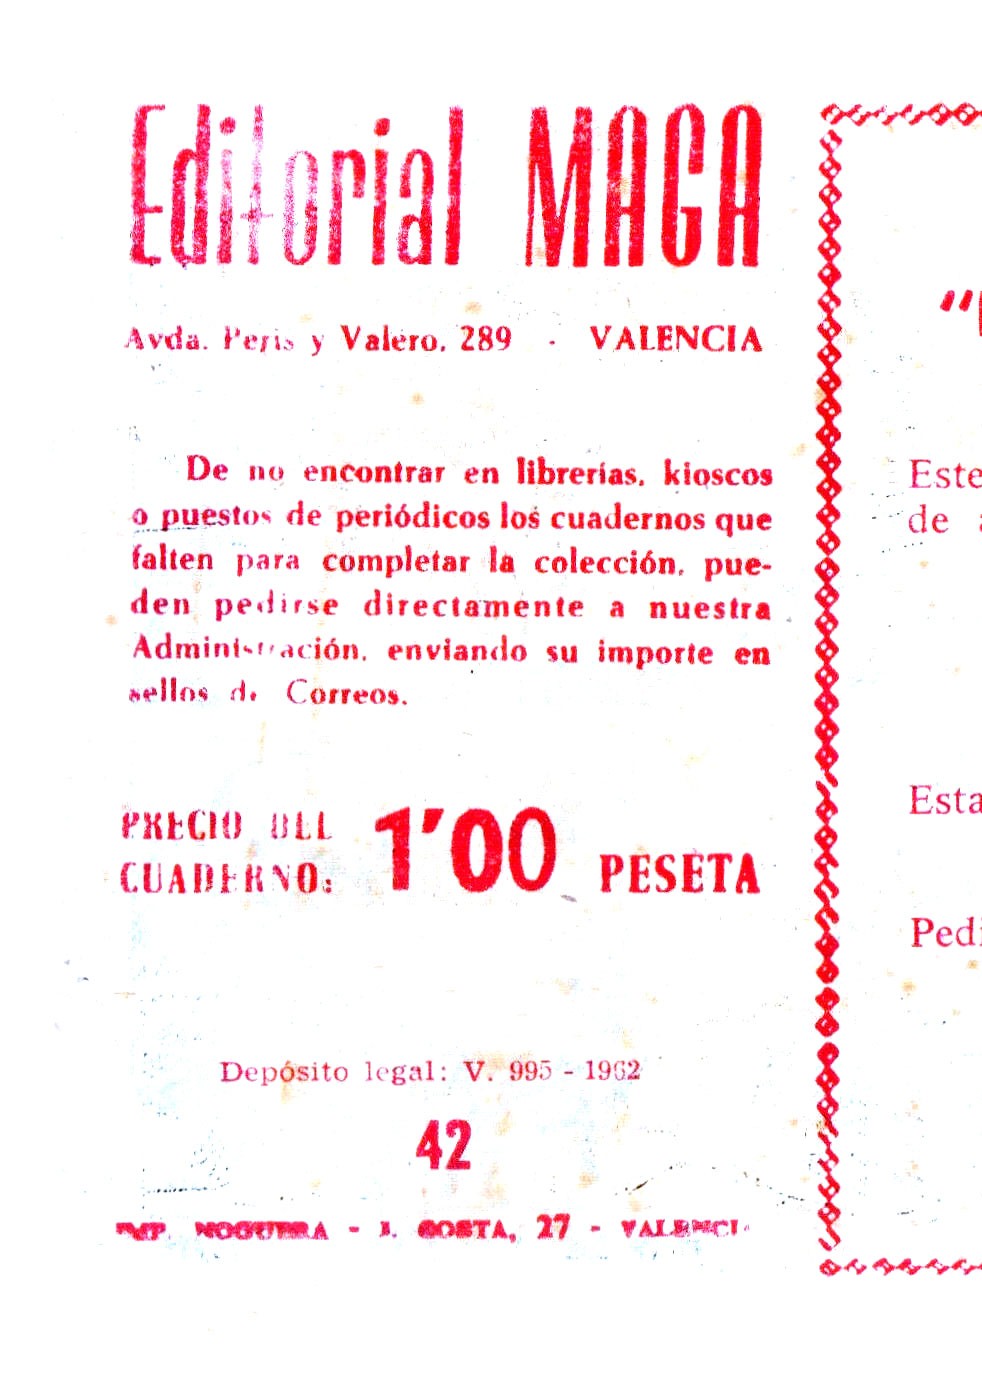 Editorial MAGA
Avda. Peris y Valero, 289 - VALENCIA
De no encontrar en librerías, kioscos
o puestos de periódicos los cuadernos que
falten para completar la colección, pue-
den pedirse directamente a nuestra
Administración, enviando su importe en
sellos de Correos.
PRECIO DEL
CUADERNO: 1'00 PESETA
Depósito legal: V. 995 - 1962
42
IMP. NOGUERA - J. COSTA, 27 - VALENCIA
"
Este
de
Esta
Pedi